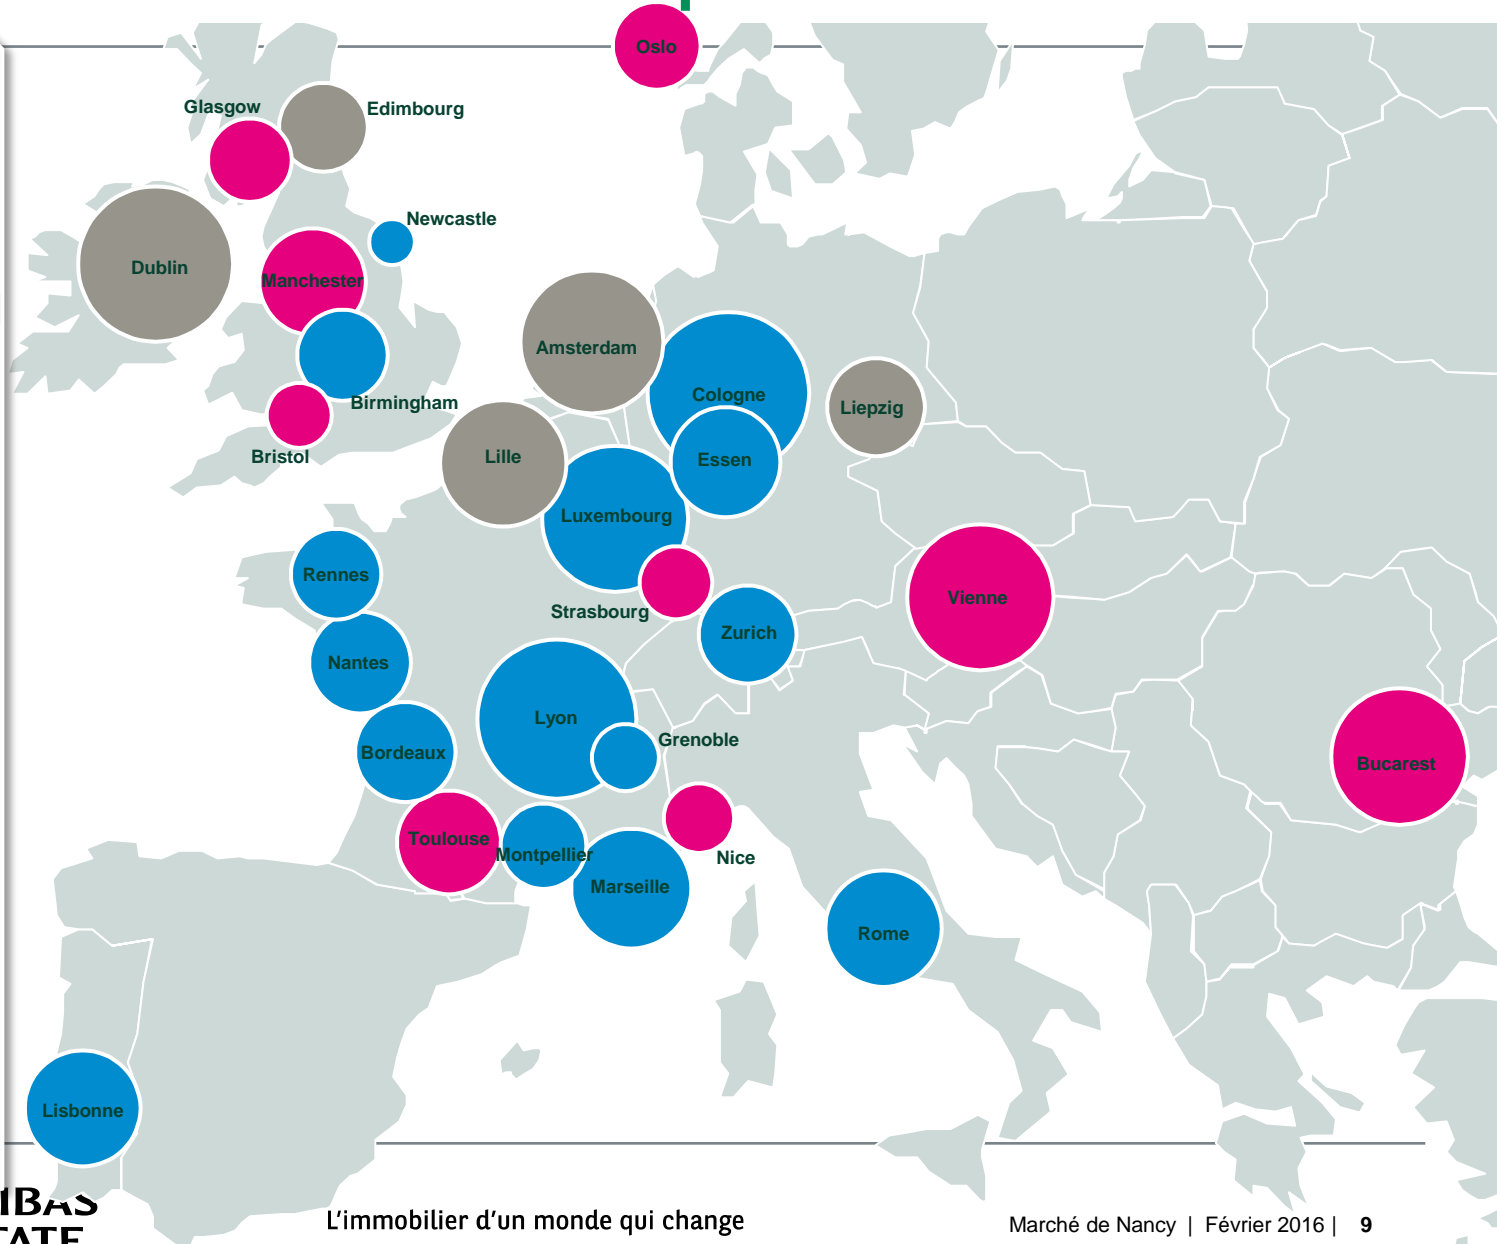 Oslo
Glasgow
Edimbourg
Newcastle
Dublin
Manchester
Amsterdam
Cologne
Birmingham
Liepzig
Bristol
Lille
Essen
Luxembourg
Rennes
Vienne
Strasbourg
Zurich
Nantes
Lyon
Grenoble
Bordeaux
Bucarest
Toulouse
Montpellier
Nice
Marseille
Rome
Lisbonne
L'immobilier d'un monde qui change
Marché de Nancy | Février 2016 | 9